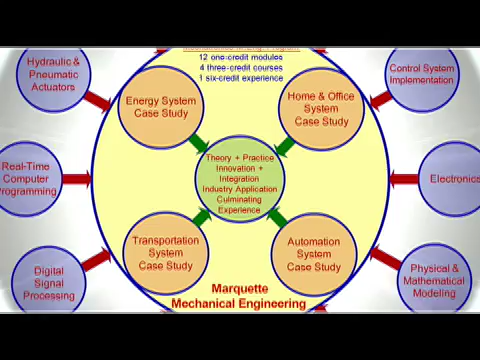 12 one-credit modules
4 three-credit courses
1 six-credit experience
Hydraulic &
Pneumatic
Actuators
Control System
Implementation
Energy System
Case Study
Home & Office
System
Case Study
Real-Time
Computer
Programming
Theory + Practice
Innovation +
Integration
Industry Application
Culminating
Experience
Electronics
Transportation
System
Case Study
Automation
System
Case Study
Digital
Signal
Processing
Physical &
Mathematical
Modeling
Marquette
Mechanical Engineering